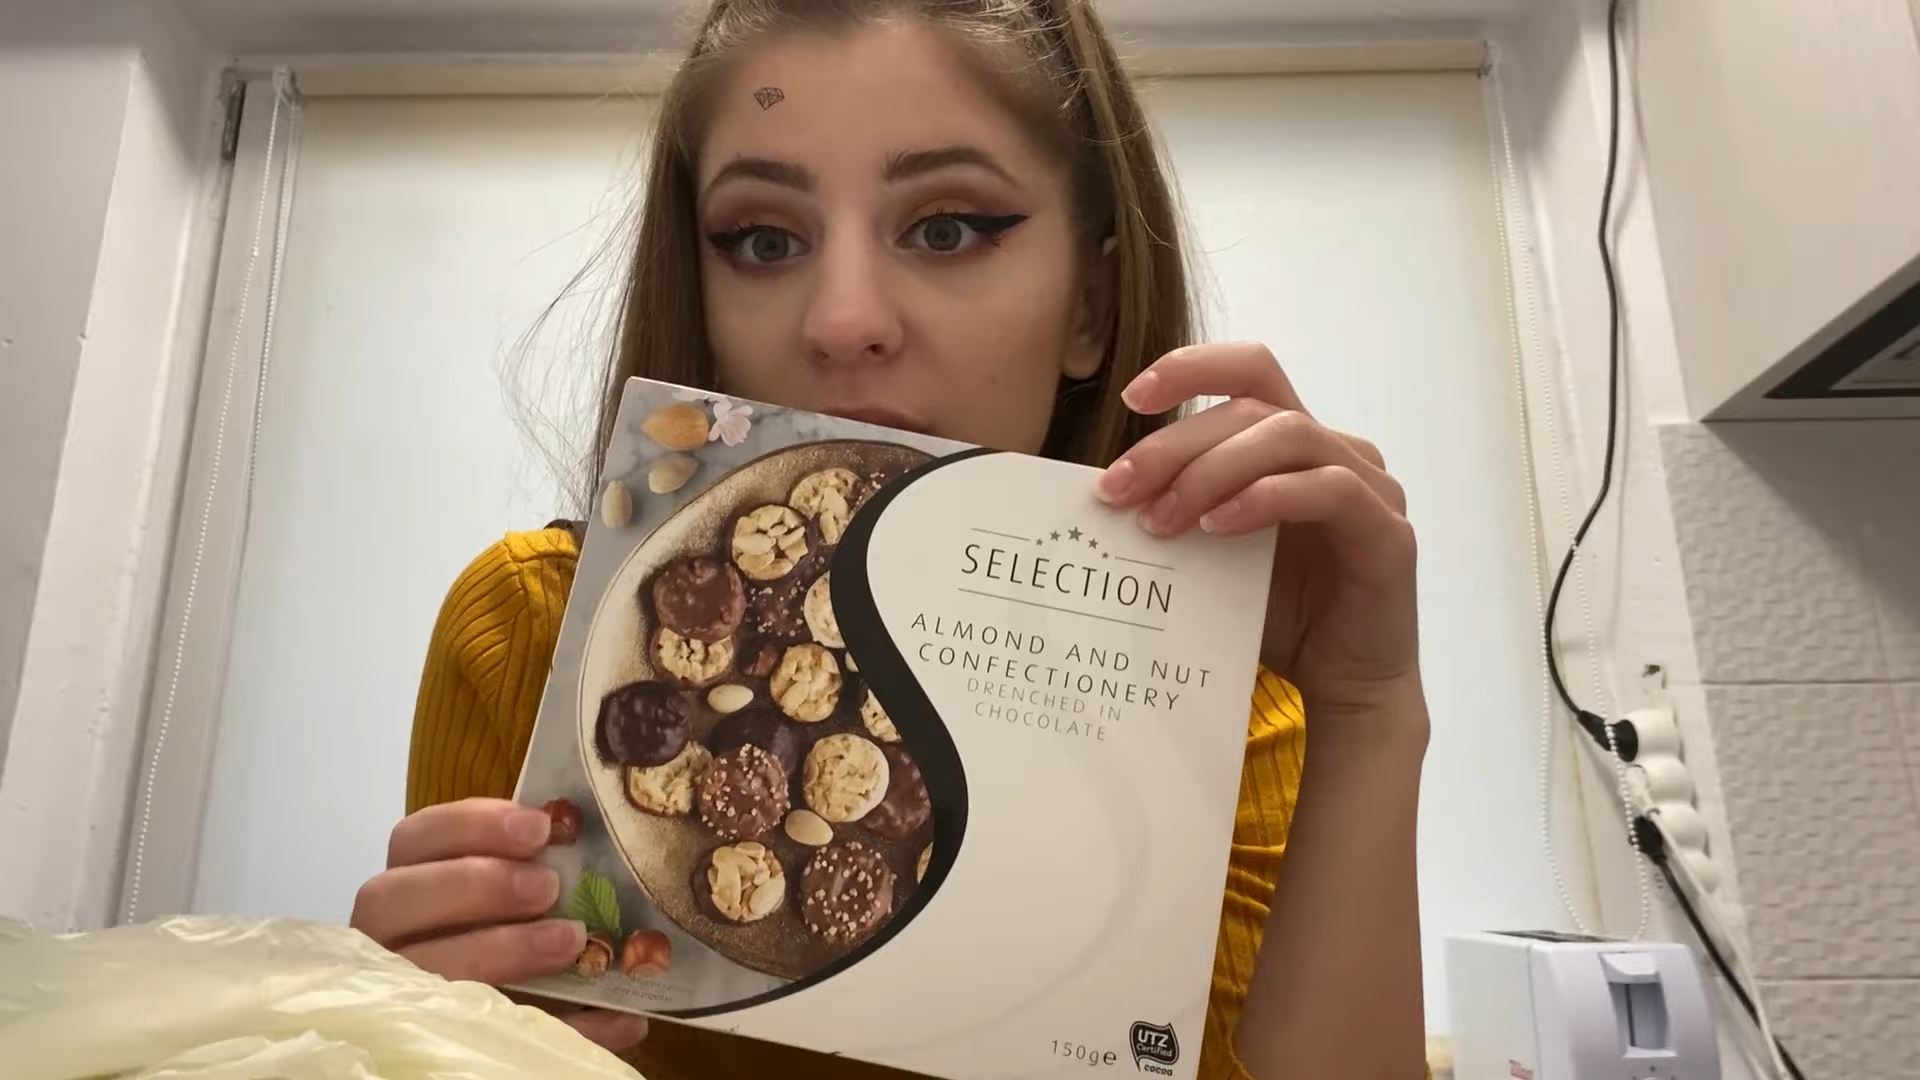 SELECTION
ALMOND AND NUT
CONFECTIONERY
DRENCHED IN
CHOCOLATE
150g℮
UTZ
Certified
cocoa